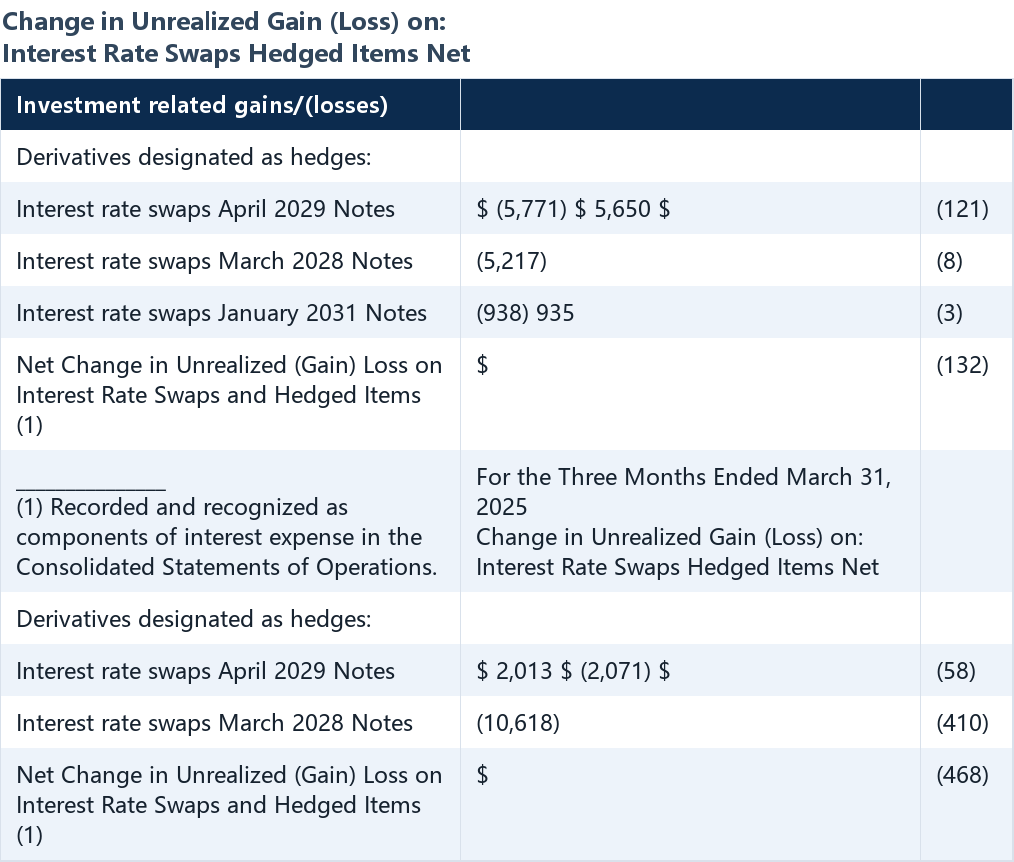 Change in Unrealized Gain (Loss) on:
Interest Rate Swaps Hedged Items Net
Investment related gains/(losses)
Derivatives designated as hedges:
Interest rate swaps April 2029 Notes $ (5,771) $ 5,650 $ (121)
Interest rate swaps March 2028 Notes (5,217) (8)
Interest rate swaps January 2031 Notes (938) 935 (3)
Net Change in Unrealized (Gain) Loss on $ (132)
Interest Rate Swaps and Hedged Items
(1)
_______________
(1) Recorded and recognized as
components of interest expense in the
Consolidated Statements of Operations.
For the Three Months Ended March 31,
2025
Change in Unrealized Gain (Loss) on:
Interest Rate Swaps Hedged Items Net
Derivatives designated as hedges:
Interest rate swaps April 2029 Notes $ 2,013 $ (2,071) $ (58)
Interest rate swaps March 2028 Notes (10,618) (410)
Net Change in Unrealized (Gain) Loss on $ (468)
Interest Rate Swaps and Hedged Items
(1)